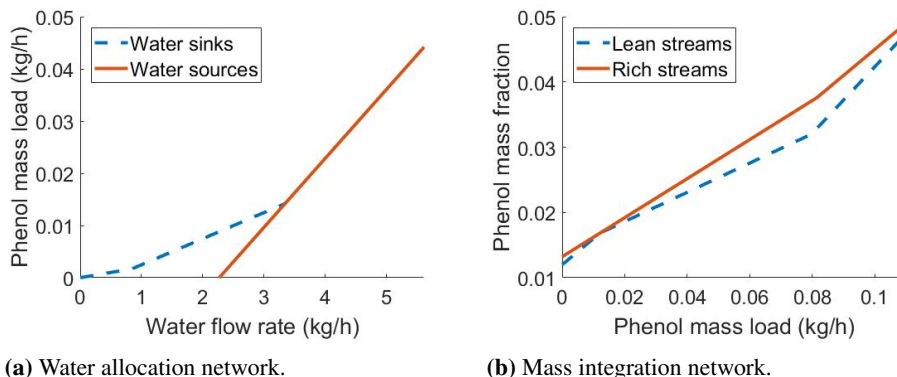 0.05
0.04
0.03
0.02
0.01
0
0 1 2 3 4 5
Phenol mass load (kg/h)
Water flow rate (kg/h)
Water sinks
Water sources
(a) Water allocation network.
0.05
0.04
0.03
0.02
0.01
0 0.02 0.04 0.06 0.08 0.1
Phenol mass fraction
Phenol mass load (kg/h)
Lean streams
Rich streams
(b) Mass integration network.